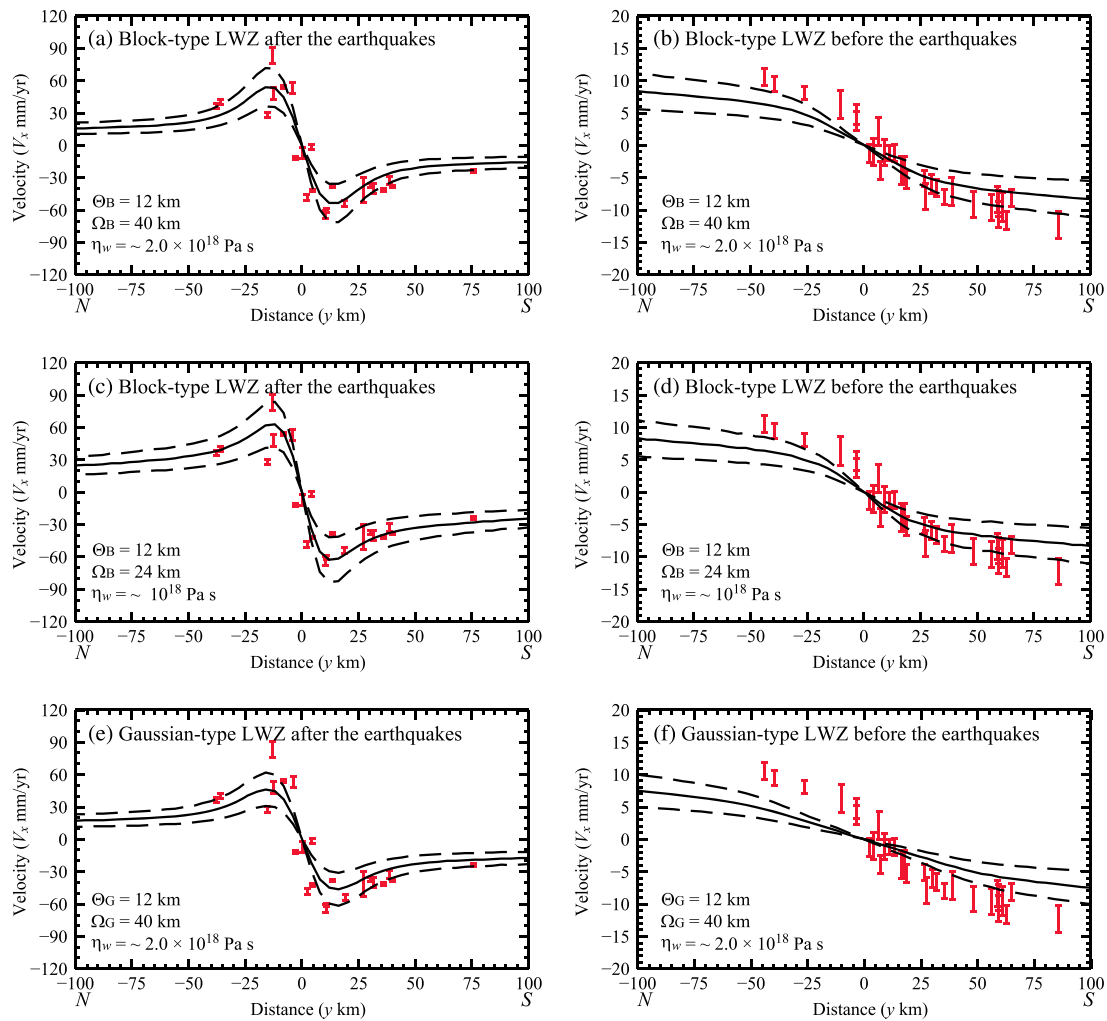 (a) Block-type LWZ after the earthquakes
120
90
60
30
0
−30
−60
−90
−120
Velocity (Vx mm/yr)
ΘB = 12 km
ΩB = 40 km
ηw = ~ 2.0 × 10^18 Pa s
−100 −75 −50 −25 0 25 50 75 100
N S
Distance (y km)
(b) Block-type LWZ before the earthquakes
20
15
10
5
0
−5
−10
−15
−20
Velocity (Vx mm/yr)
ΘB = 12 km
ΩB = 40 km
ηw = ~ 2.0 × 10^18 Pa s
−100 −75 −50 −25 0 25 50 75 100
N S
Distance (y km)
(c) Block-type LWZ after the earthquakes
120
90
60
30
0
−30
−60
−90
−120
Velocity (Vx mm/yr)
ΘB = 12 km
ΩB = 24 km
ηw = ~ 10^18 Pa s
−100 −75 −50 −25 0 25 50 75 100
N S
Distance (y km)
(d) Block-type LWZ before the earthquakes
20
15
10
5
0
−5
−10
−15
−20
Velocity (Vx mm/yr)
ΘB = 12 km
ΩB = 24 km
ηw = ~ 10^18 Pa s
−100 −75 −50 −25 0 25 50 75 100
N S
Distance (y km)
(e) Gaussian-type LWZ after the earthquakes
120
90
60
30
0
−30
−60
−90
−120
Velocity (Vx mm/yr)
ΘG = 12 km
ΩG = 40 km
ηw = ~ 2.0 × 10^18 Pa s
−100 −75 −50 −25 0 25 50 75 100
N S
Distance (y km)
(f) Gaussian-type LWZ before the earthquakes
20
15
10
5
0
−5
−10
−15
−20
Velocity (Vx mm/yr)
ΘG = 12 km
ΩG = 40 km
ηw = ~ 2.0 × 10^18 Pa s
−100 −75 −50 −25 0 25 50 75 100
N S
Distance (y km)